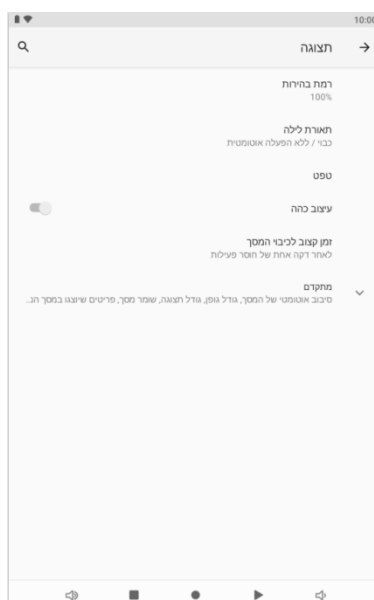 10:00
תצוגה
רמת בהירות
100%
תאורת לילה
כבוי / ללא הפעלה אוטומטית
טפט
עיצוב כהה
זמן קצוב לכיבוי המסך
לאחר דקה אחת של חוסר פעילות
מתקדם
סיבוב אוטומטי של המסך, גודל גופן, גודל תצוגה, שומר מסך, פריטים שיוצגו במסך הנ..